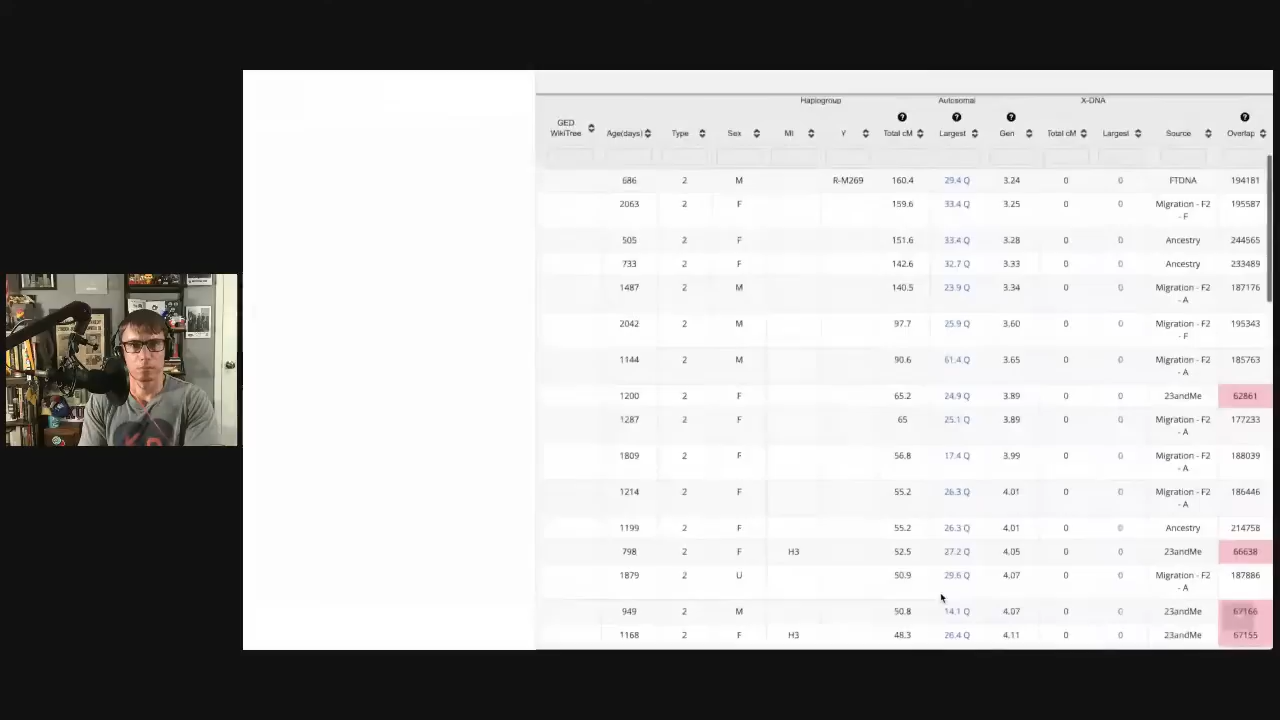 Haplogroup Autosomal X-DNA
GED WikiTree Age(days) Type Sex Mt Y Total cM Largest Gen Total cM Largest Source Overlap
686 2 M R-M269 160.4 29.4 Q 3.24 0 0 FTDNA 194181
2063 2 F 159.6 33.4 Q 3.25 0 0 Migration - F2 - F 195587
505 2 F 151.6 33.4 Q 3.28 0 0 Ancestry 244565
733 2 F 142.6 32.7 Q 3.33 0 0 Ancestry 233489
1487 2 M 140.5 23.9 Q 3.34 0 0 Migration - F2 - A 187176
2042 2 M 97.7 25.9 Q 3.60 0 0 Migration - F2 - F 195343
1144 2 M 90.6 61.4 Q 3.65 0 0 Migration - F2 - A 185763
1200 2 F 65.2 24.9 Q 3.89 0 0 23andMe 62861
1287 2 F 65 25.1 Q 3.89 0 0 Migration - F2 - A 177233
1809 2 F 56.8 17.4 Q 3.99 0 0 Migration - F2 - A 188039
1214 2 F 55.2 26.3 Q 4.01 0 0 Migration - F2 - A 186446
1199 2 F 55.2 26.3 Q 4.01 0 0 Ancestry 214758
798 2 F H3 52.5 27.2 Q 4.05 0 0 23andMe 66638
1879 2 U 50.9 29.6 Q 4.07 0 0 Migration - F2 - A 187886
949 2 M 50.8 14.1 Q 4.07 0 0 23andMe 67166
1168 2 F H3 48.3 26.4 Q 4.11 0 0 23andMe 67155